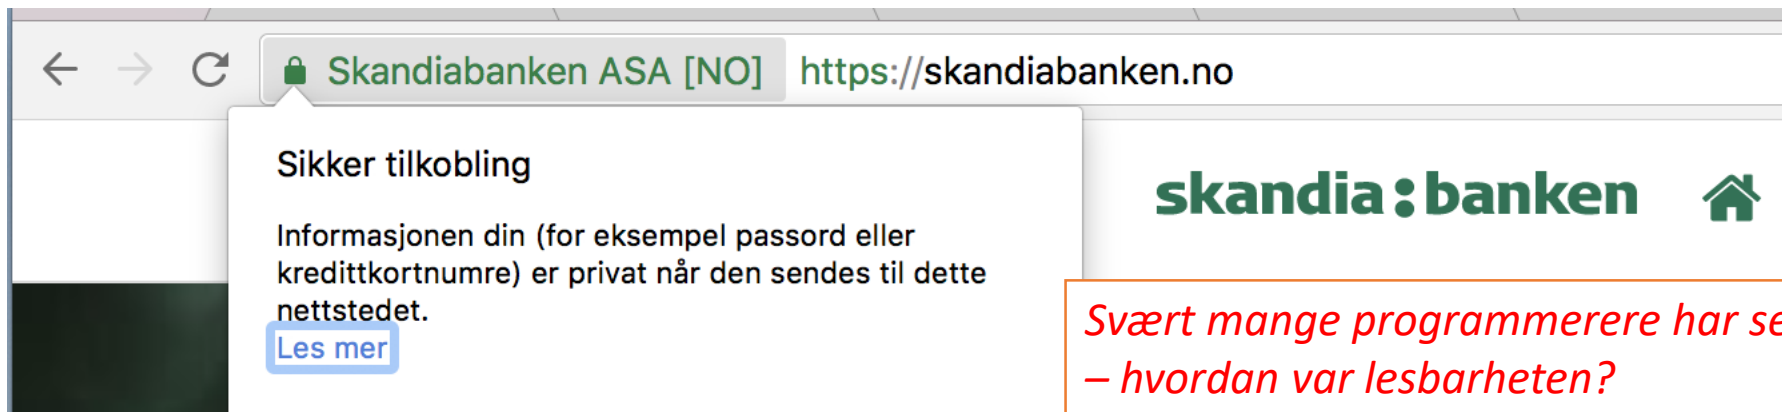 Skandiabanken ASA [NO] https://skandiabanken.no
Sikker tilkobling
Informasjonen din (for eksempel passord eller
kredittkortnumre) er privat når den sendes til dette
nettstedet.
Les mer
skandia:banken
Svært mange programmerere har se
– hvordan var lesbarheten?